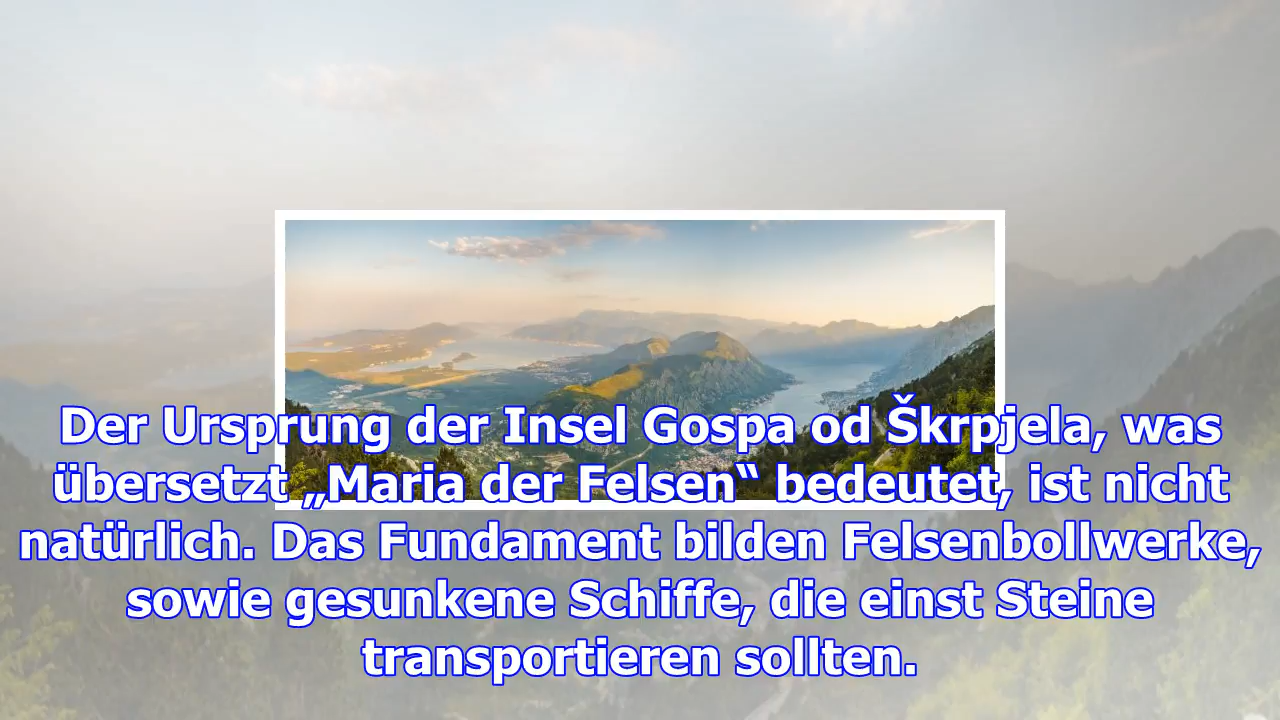 Der Ursprung der Insel Gospa od Škrpjela, was
übersetzt „Maria der Felsen“ bedeutet, ist nicht
natürlich. Das Fundament bilden Felsenbollwerke,
sowie gesunkene Schiffe, die einst Steine
transportieren sollten.